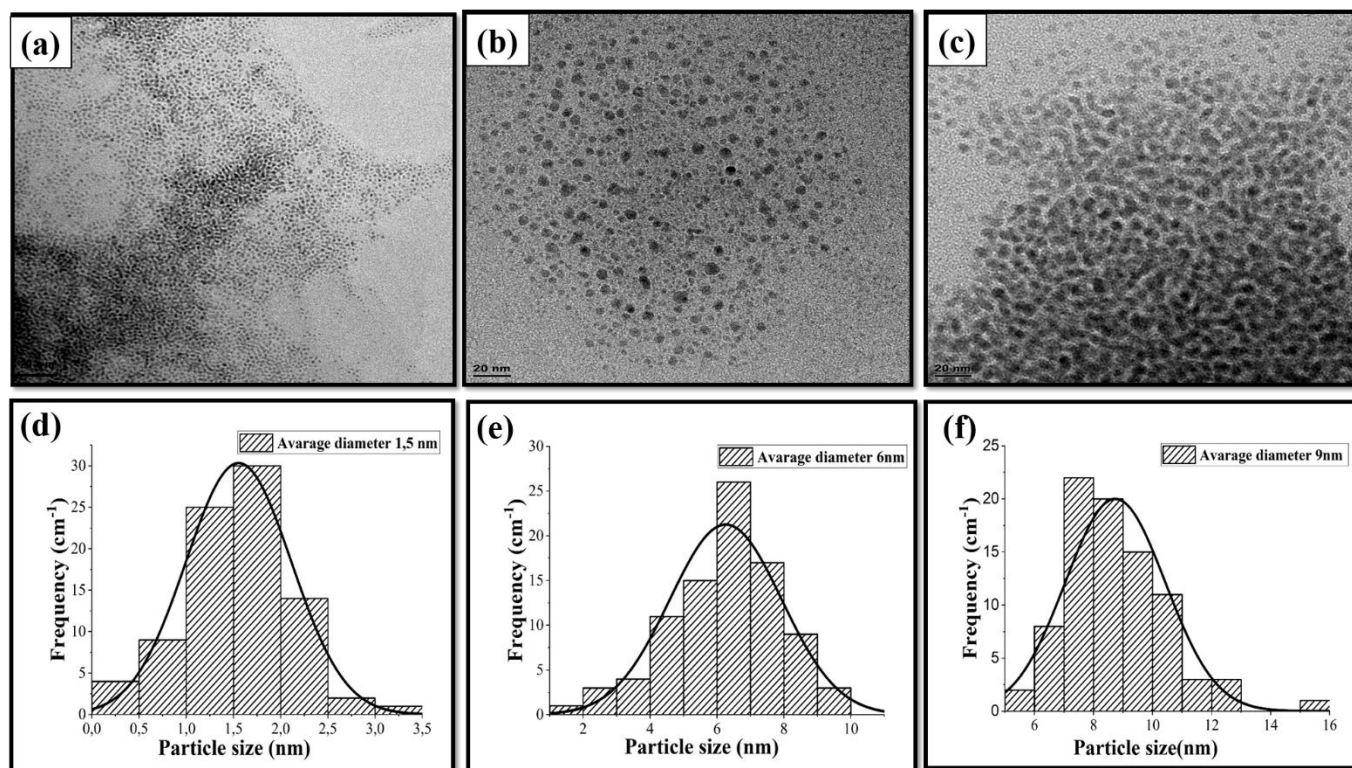 (a)
(b)
(c)
20 nm
20 nm
(d)
Avarage diameter 1,5 nm
30
25
20
15
10
5
0
Frequency (cm⁻¹)
0,0 0,5 1,0 1,5 2,0 2,5 3,0 3,5
Particle size (nm)
(e)
Avarage diameter 6nm
30
25
20
15
10
5
0
Frequency (cm⁻¹)
2 4 6 8 10
Particle size (nm)
(f)
Avarage diameter 9nm
25
20
15
10
5
0
Frequency (cm⁻¹)
6 8 10 12 14 16
Particle size(nm)